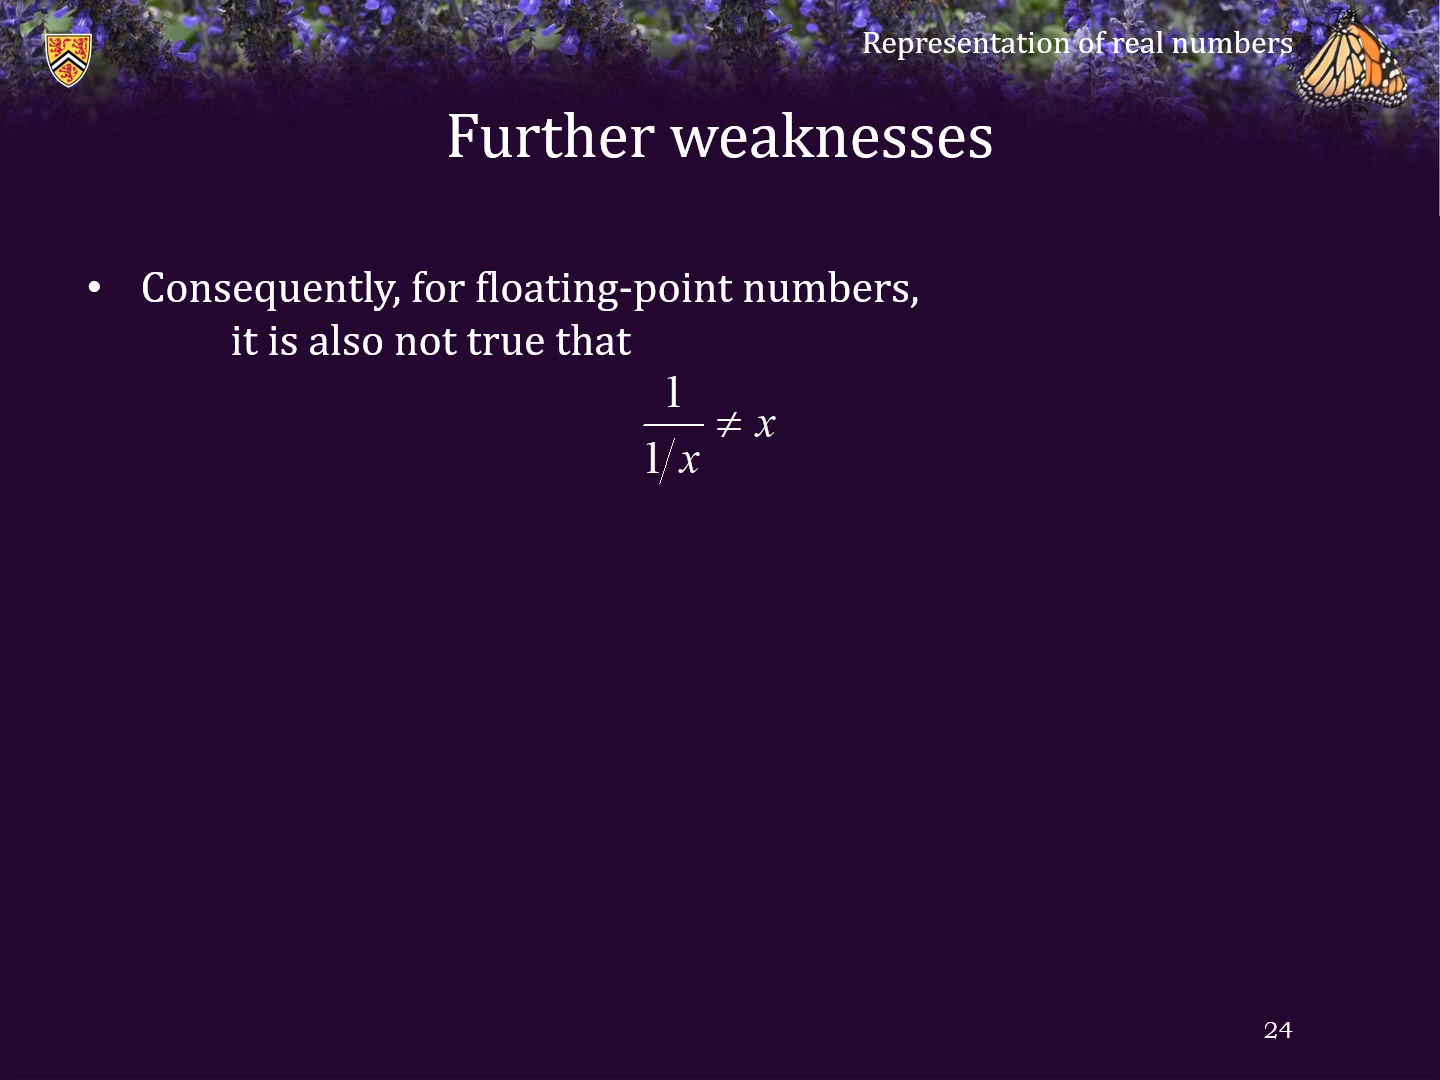 Representation of real numbers
Further weaknesses
• Consequently, for floating-point numbers,
it is also not true that
1
1/x ≠ x
24